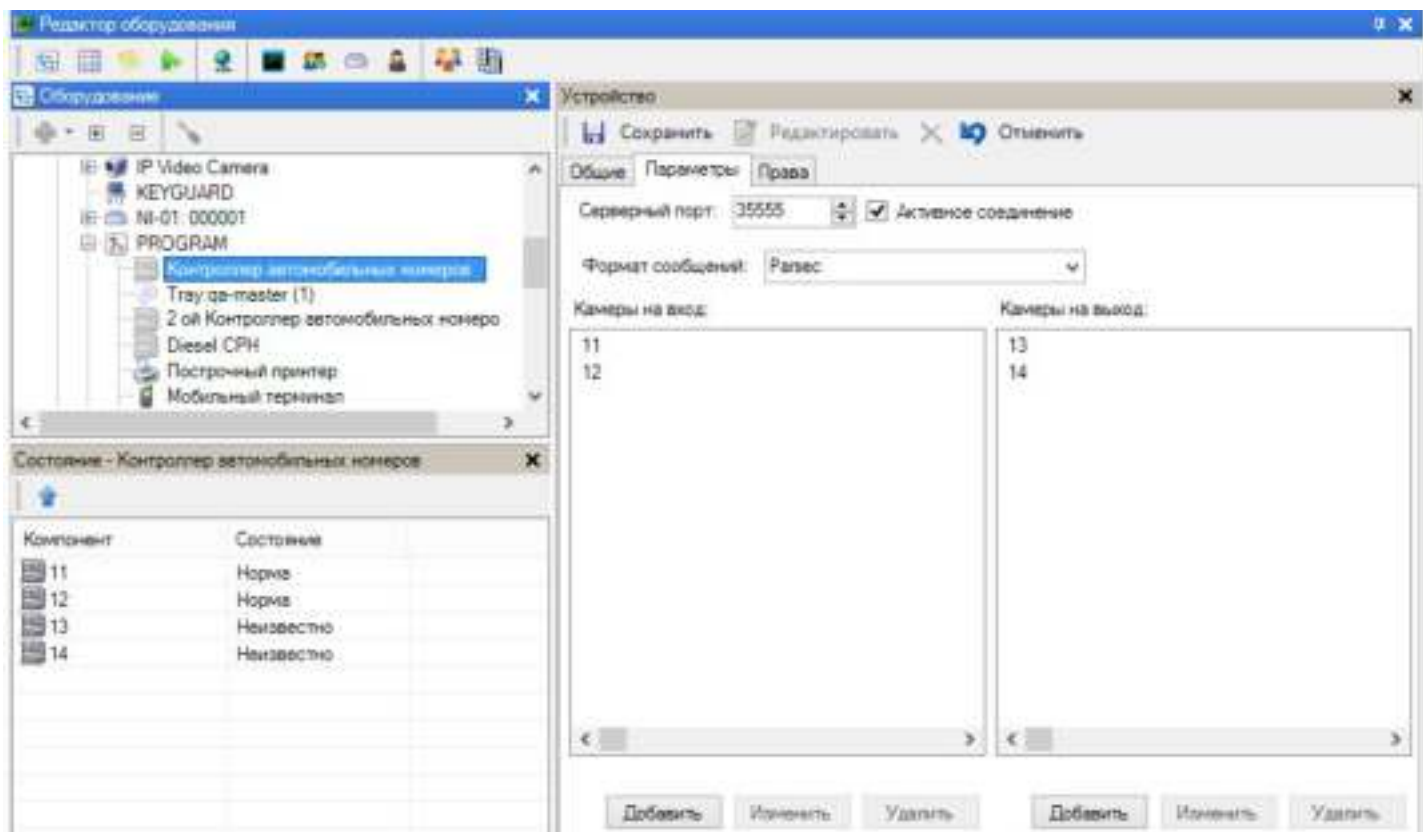 Редактор оборудования
Оборудование
IP Video Camera
KEYGUARD
NI-01: 000001
PROGRAM
Контроллер автомобильных номеров
Tray:qa-master (1)
2 ой Контроллер автомобильных номеро
Diesel CPH
Построчный принтер
Мобильный терминал
Состояние - Контроллер автомобильных номеров
Компонент Состояние
11 Норма
12 Норма
13 Неизвестно
14 Неизвестно
Устройство
Сохранить Редактировать Отменить
Общие Параметры Права
Серверный порт: 35555 Активное соединение
Формат сообщений: Parsec
Камеры на вход: Камеры на выход:
11 13
12 14
Добавить Изменить Удалить Добавить Изменить Удалить